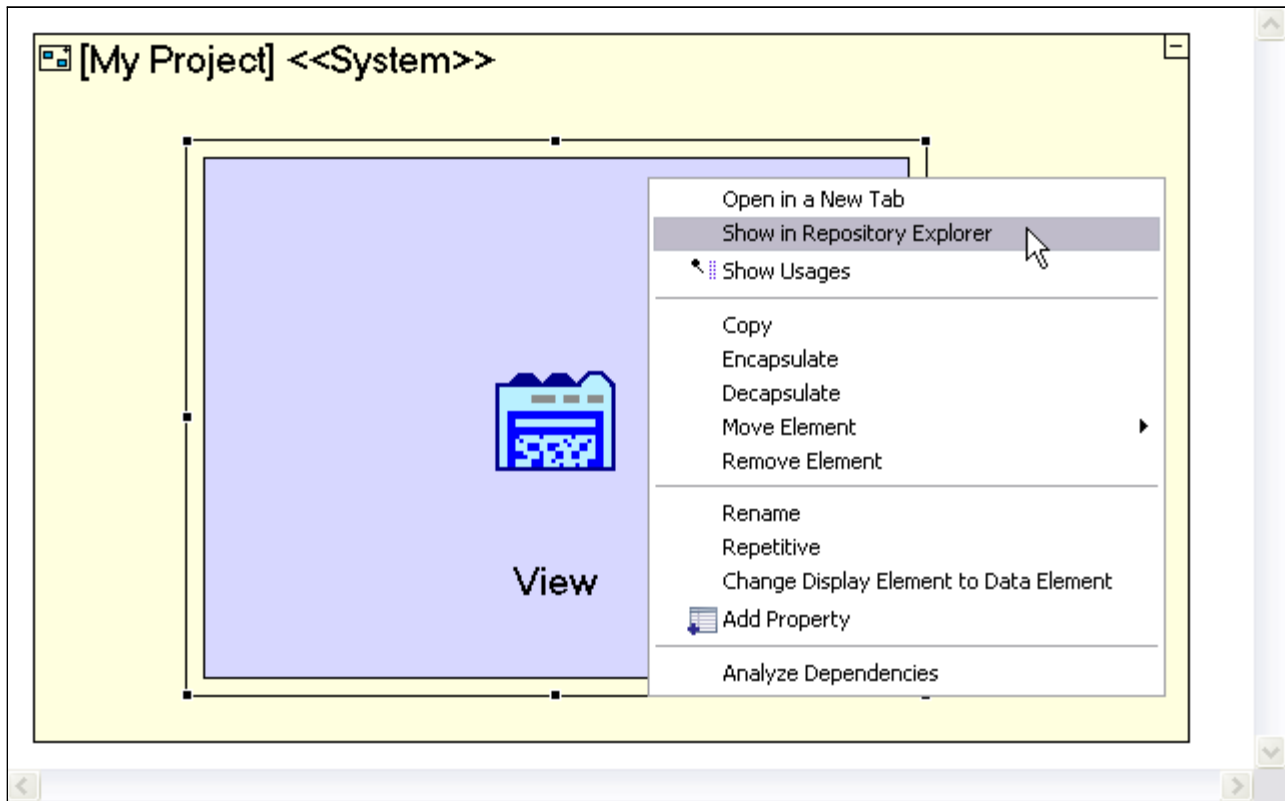 [My Project] <<System>>
Open in a New Tab
Show in Repository Explorer
Show Usages
Copy
Encapsulate
Decapsulate
Move Element
Remove Element
Rename
Repetitive
Change Display Element to Data Element
Add Property
Analyze Dependencies
View